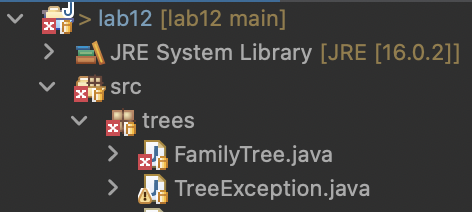 > lab12 [lab12 main]
JRE System Library [JRE [16.0.2]]
src
trees
FamilyTree.java
TreeException.java